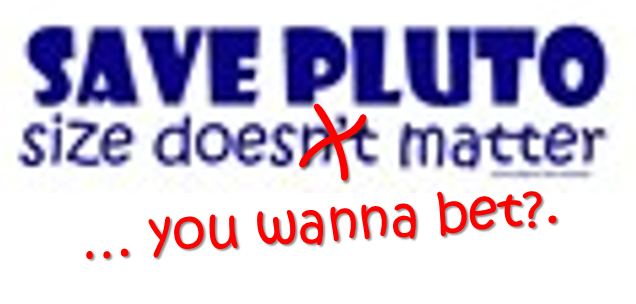 SAVE PLUTO
size doesn't matter
... you wanna bet?.